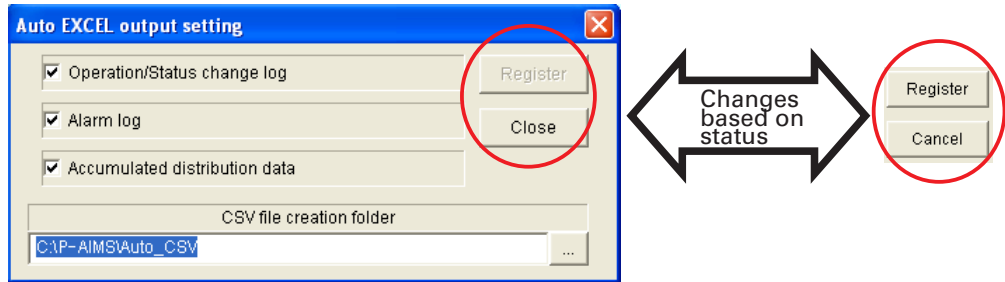 Auto EXCEL output setting
Operation/Status change log
Register
Alarm log
Close
Accumulated distribution data
CSV file creation folder
C:\P-AIMS\Auto_CSV
...
Changes
based on
status
Register
Cancel